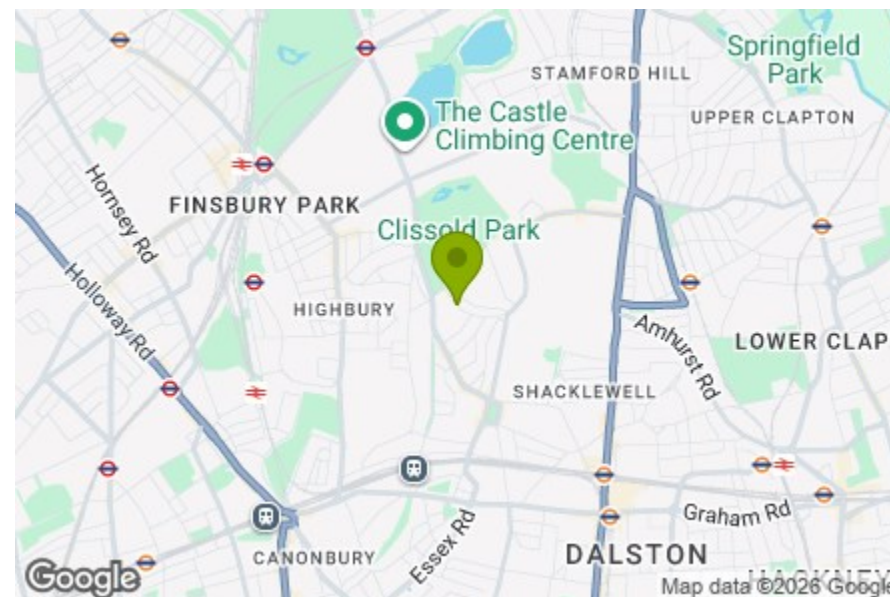 Springfield
Park
STAMFORD HILL
The Castle
Climbing Centre
UPPER CLAPTON
Hornsey Rd
FINSBURY PARK
Clissold Park
Holloway Rd
HIGHBURY
Amhurst Rd
LOWER CLAP
SHACKLEWELL
Graham Rd
Essex Rd
CANONBURY
DALSTON
HACKNEY
Google
Map data ©2026 Google